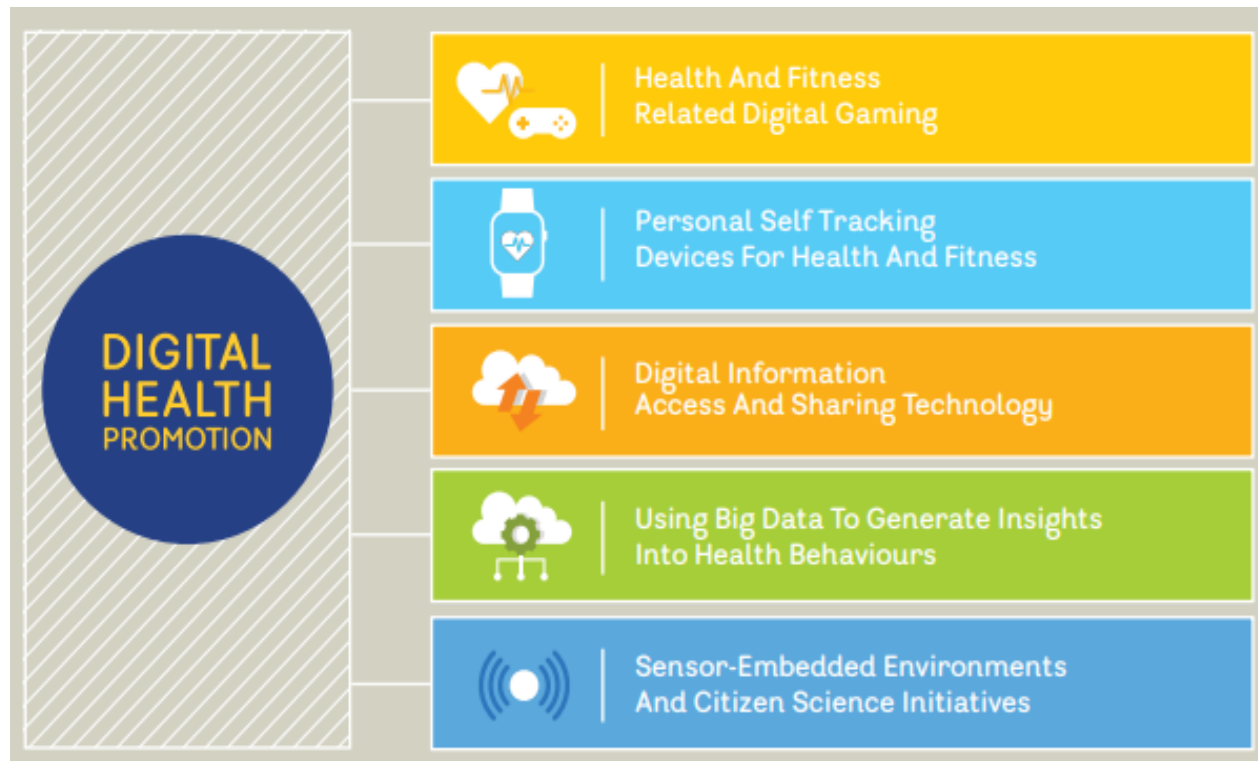 DIGITAL
HEALTH
PROMOTION
Health And Fitness
Related Digital Gaming
Personal Self Tracking
Devices For Health And Fitness
Digital Information
Access And Sharing Technology
Using Big Data To Generate Insights
Into Health Behaviours
Sensor-Embedded Environments
And Citizen Science Initiatives